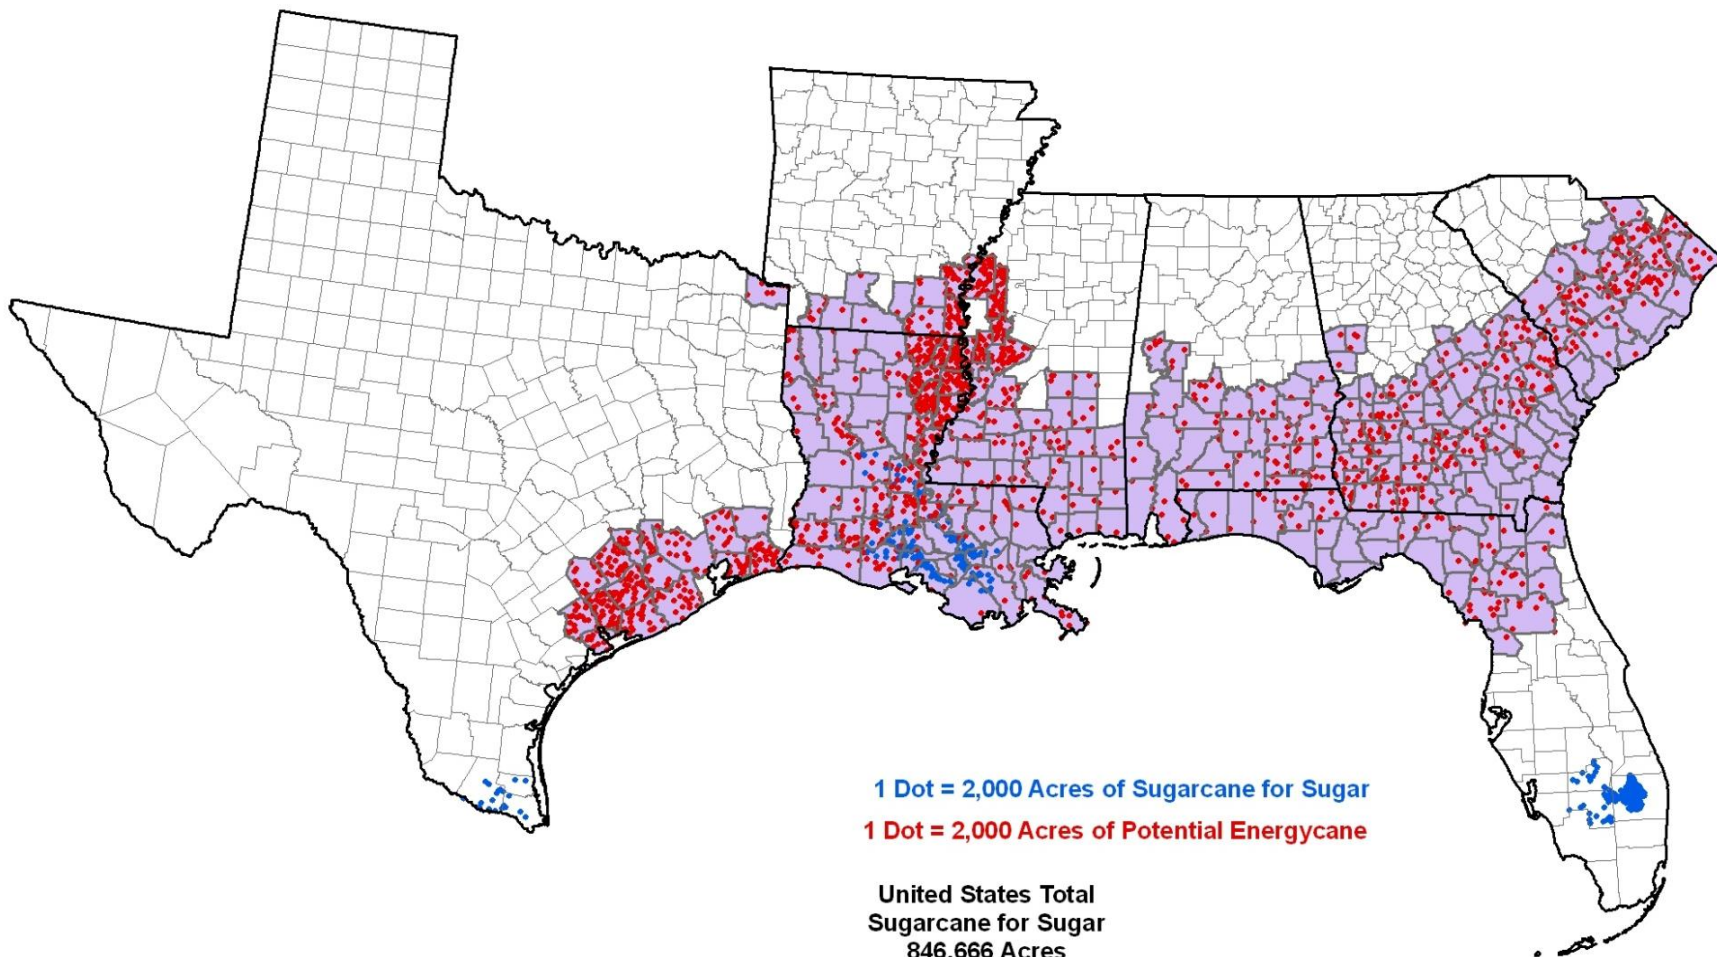 1 Dot = 2,000 Acres of Sugarcane for Sugar
1 Dot = 2,000 Acres of Potential Energycane
United States Total
Sugarcane for Sugar
846,666 Acres